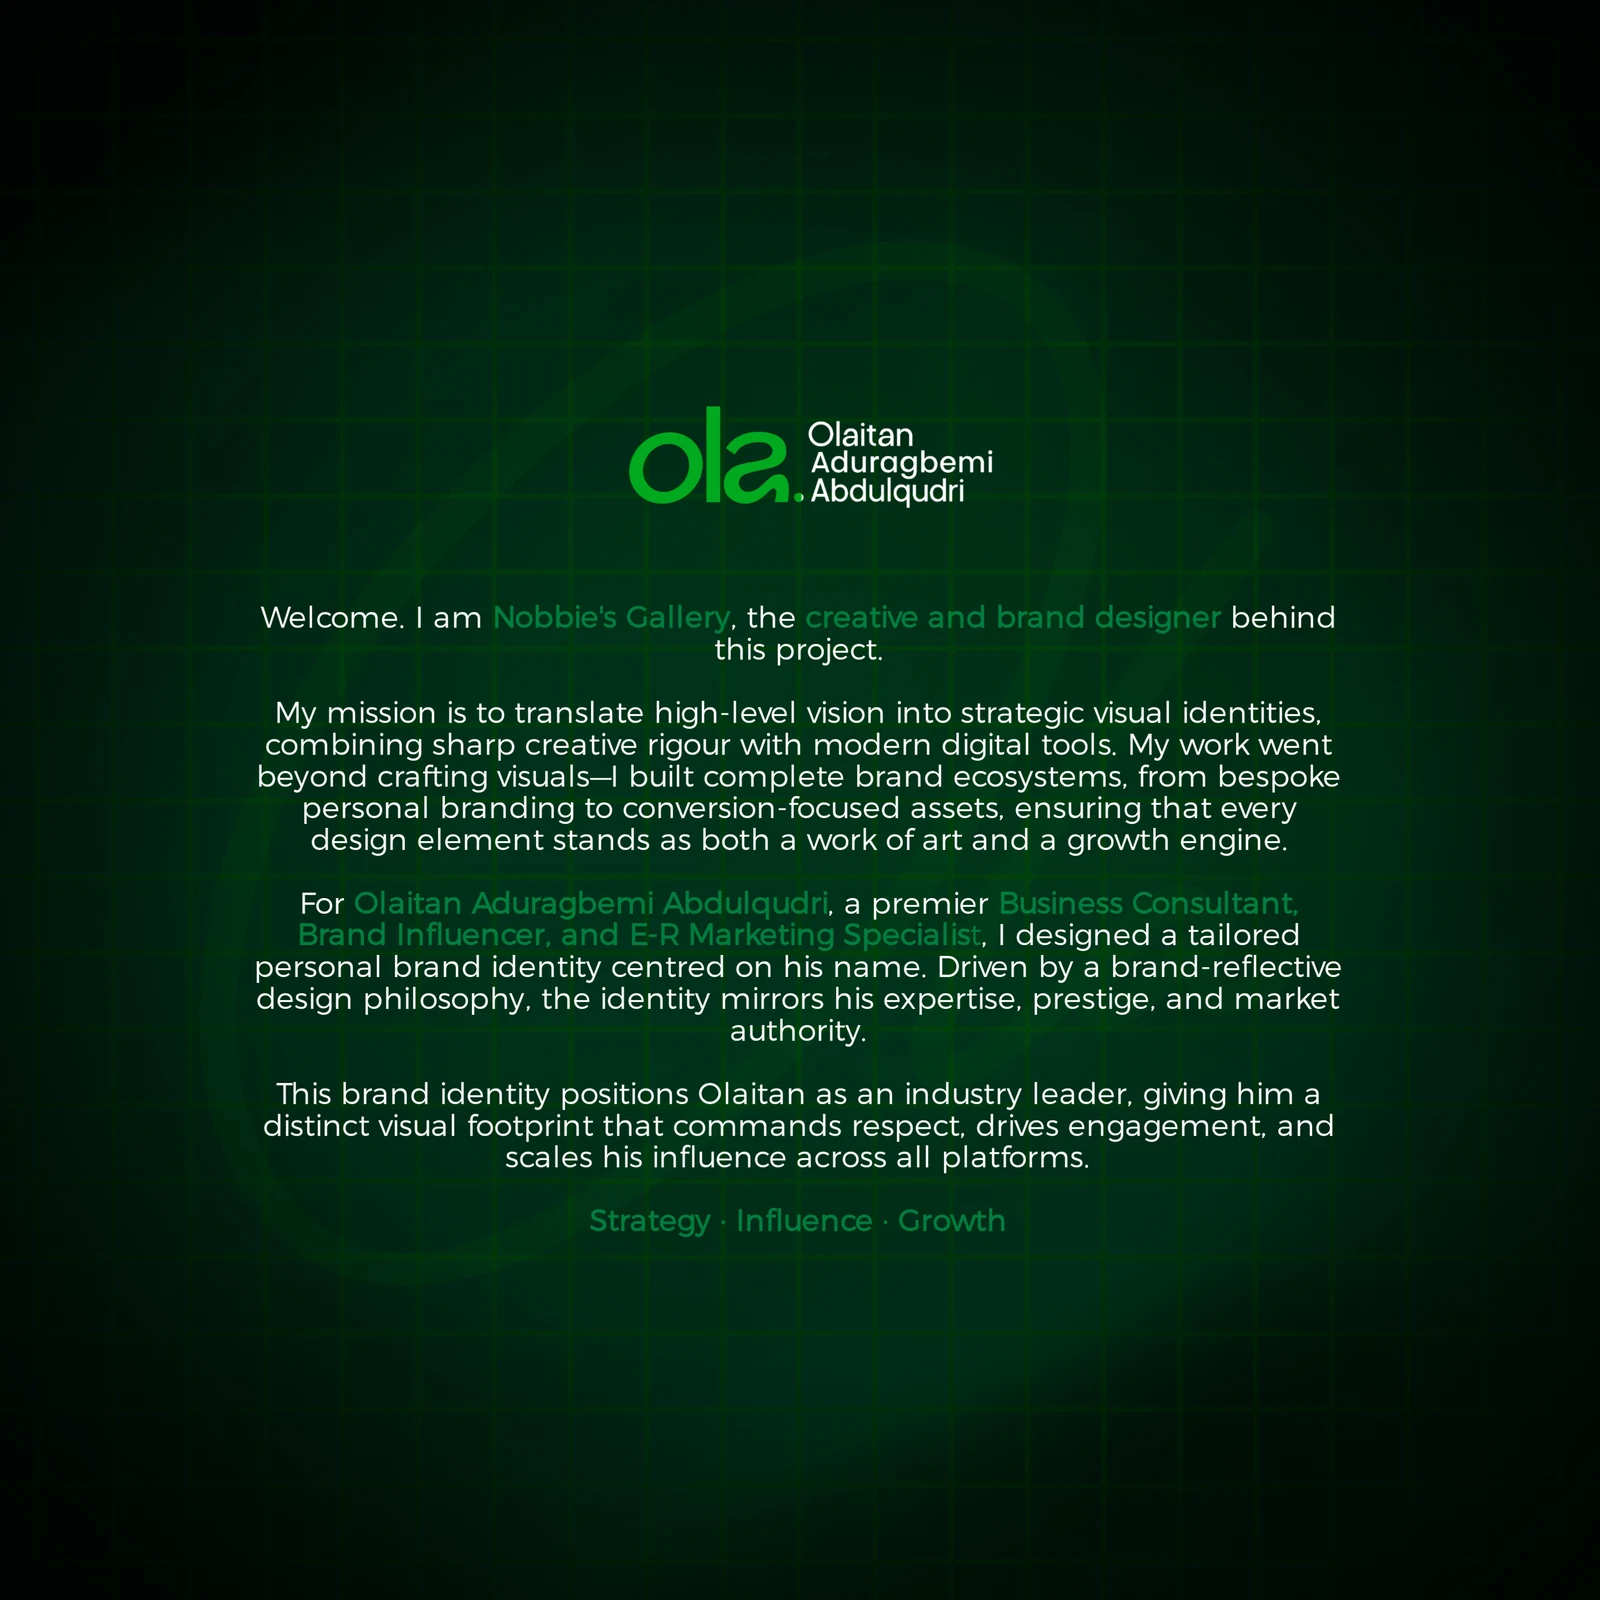 ola.
Olaitan
Aduragbemi
Abdulqudri
Welcome. I am Nobbie's Gallery, the creative and brand designer behind
this project.
My mission is to translate high-level vision into strategic visual identities,
combining sharp creative rigour with modern digital tools. My work went
beyond crafting visuals—I built complete brand ecosystems, from bespoke
personal branding to conversion-focused assets, ensuring that every
design element stands as both a work of art and a growth engine.
For Olaitan Aduragbemi Abdulqudri, a premier Business Consultant,
Brand Influencer, and E-R Marketing Specialist, I designed a tailored
personal brand identity centred on his name. Driven by a brand-reflective
design philosophy, the identity mirrors his expertise, prestige, and market
authority.
This brand identity positions Olaitan as an industry leader, giving him a
distinct visual footprint that commands respect, drives engagement, and
scales his influence across all platforms.
Strategy · Influence · Growth